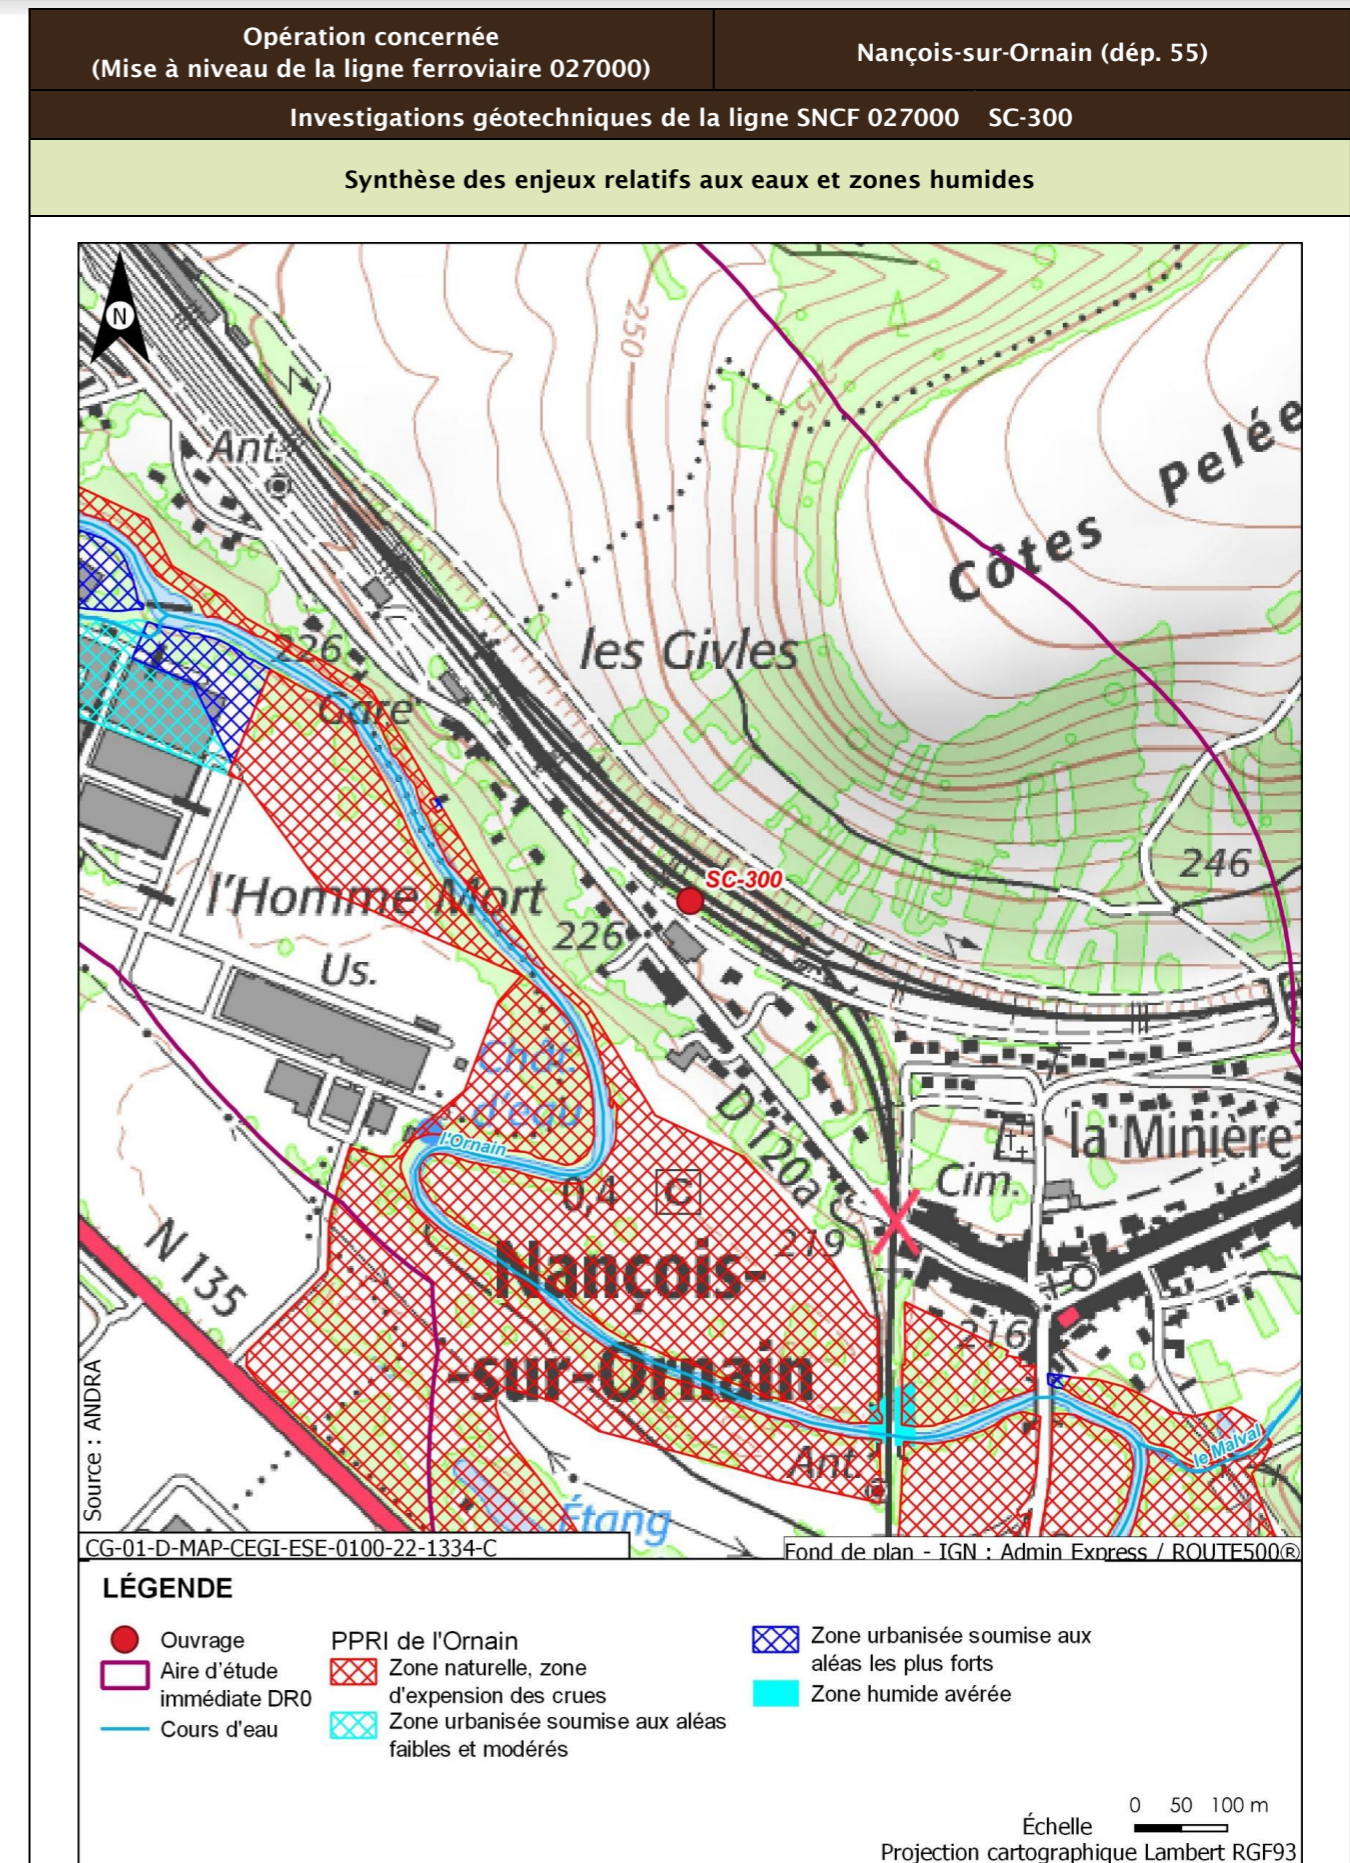 Opération concernée
(Mise à niveau de la ligne ferroviaire 027000)
Nançois-sur-Ornain (dép. 55)
Investigations géotechniques de la ligne SNCF 027000 SC-300
Synthèse des enjeux relatifs aux eaux et zones humides
N
250
275
Ant.
Côtes Pelée
les Givles
226
Gare
SC-300
246
l'Homme Mort
226
Us.
Chât.
d'eau
l'Ornain
D 120a
la Minière
Cim.
0,4
C
219
N 135
Nançois-
-sur-Ornain
216
le Malval
Ant.
Étang
Source : ANDRA
CG-01-D-MAP-CEGI-ESE-0100-22-1334-C
Fond de plan - IGN : Admin Express / ROUTE500®
LÉGENDE
Ouvrage
Aire d'étude
immédiate DR0
Cours d'eau
PPRI de l'Ornain
Zone naturelle, zone
d'expension des crues
Zone urbanisée soumise aux aléas
faibles et modérés
Zone urbanisée soumise aux
aléas les plus forts
Zone humide avérée
0 50 100 m
Échelle
Projection cartographique Lambert RGF93